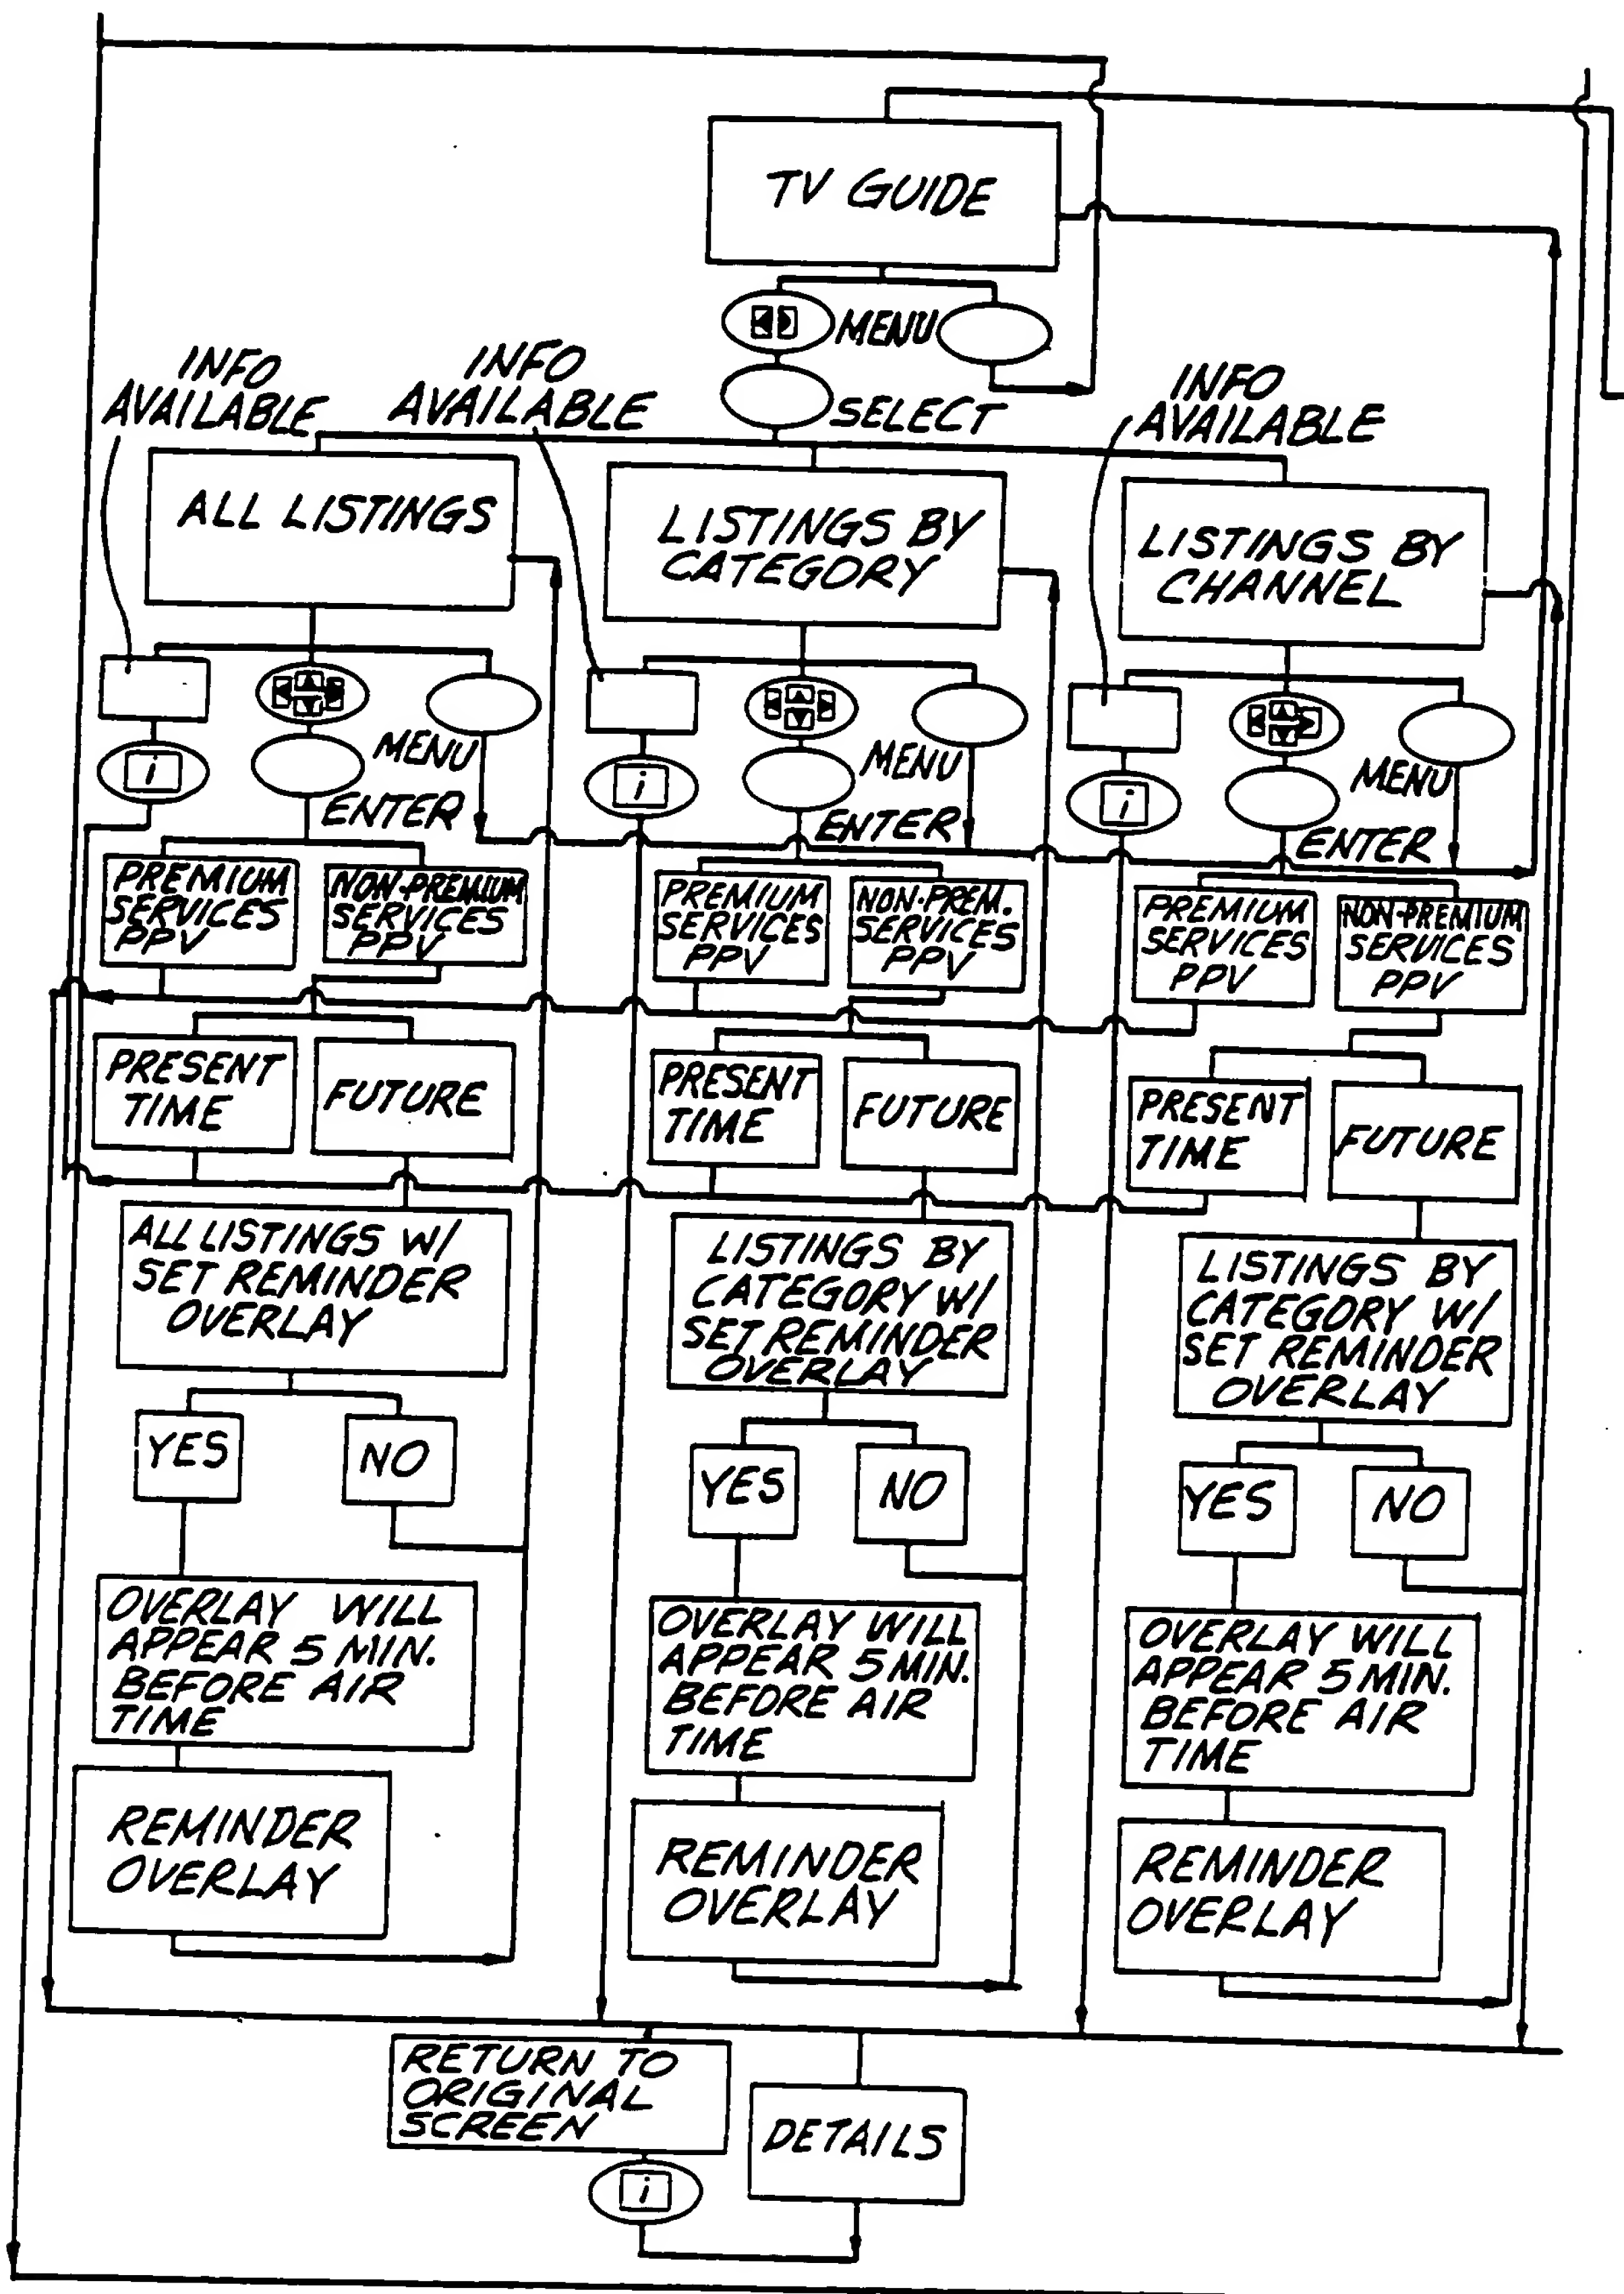 TV GUIDE
MENU
SELECT
INFO
AVAILABLE
INFO
AVAILABLE
INFO
AVAILABLE
ALL LISTINGS
LISTINGS BY
CATEGORY
LISTINGS BY
CHANNEL
i
MENU
ENTER
i
MENU
ENTER
i
MENU
ENTER
PREMIUM
SERVICES
PPV
NON-PREMIUM
SERVICES
PPV
PREMIUM
SERVICES
PPV
NON-PREM.
SERVICES
PPV
PREMIUM
SERVICES
PPV
NON-PREMIUM
SERVICES
PPV
PRESENT
TIME
FUTURE
PRESENT
TIME
FUTURE
PRESENT
TIME
FUTURE
ALL LISTINGS W/
SET REMINDER
OVERLAY
LISTINGS BY
CATEGORY W/
SET REMINDER
OVERLAY
LISTINGS BY
CATEGORY W/
SET REMINDER
OVERLAY
YES
NO
YES
NO
YES
NO
OVERLAY WILL
APPEAR 5 MIN.
BEFORE AIR
TIME
OVERLAY WILL
APPEAR 5 MIN.
BEFORE AIR
TIME
OVERLAY WILL
APPEAR 5 MIN.
BEFORE AIR
TIME
REMINDER
OVERLAY
REMINDER
OVERLAY
REMINDER
OVERLAY
RETURN TO
ORIGINAL
SCREEN
i
DETAILS